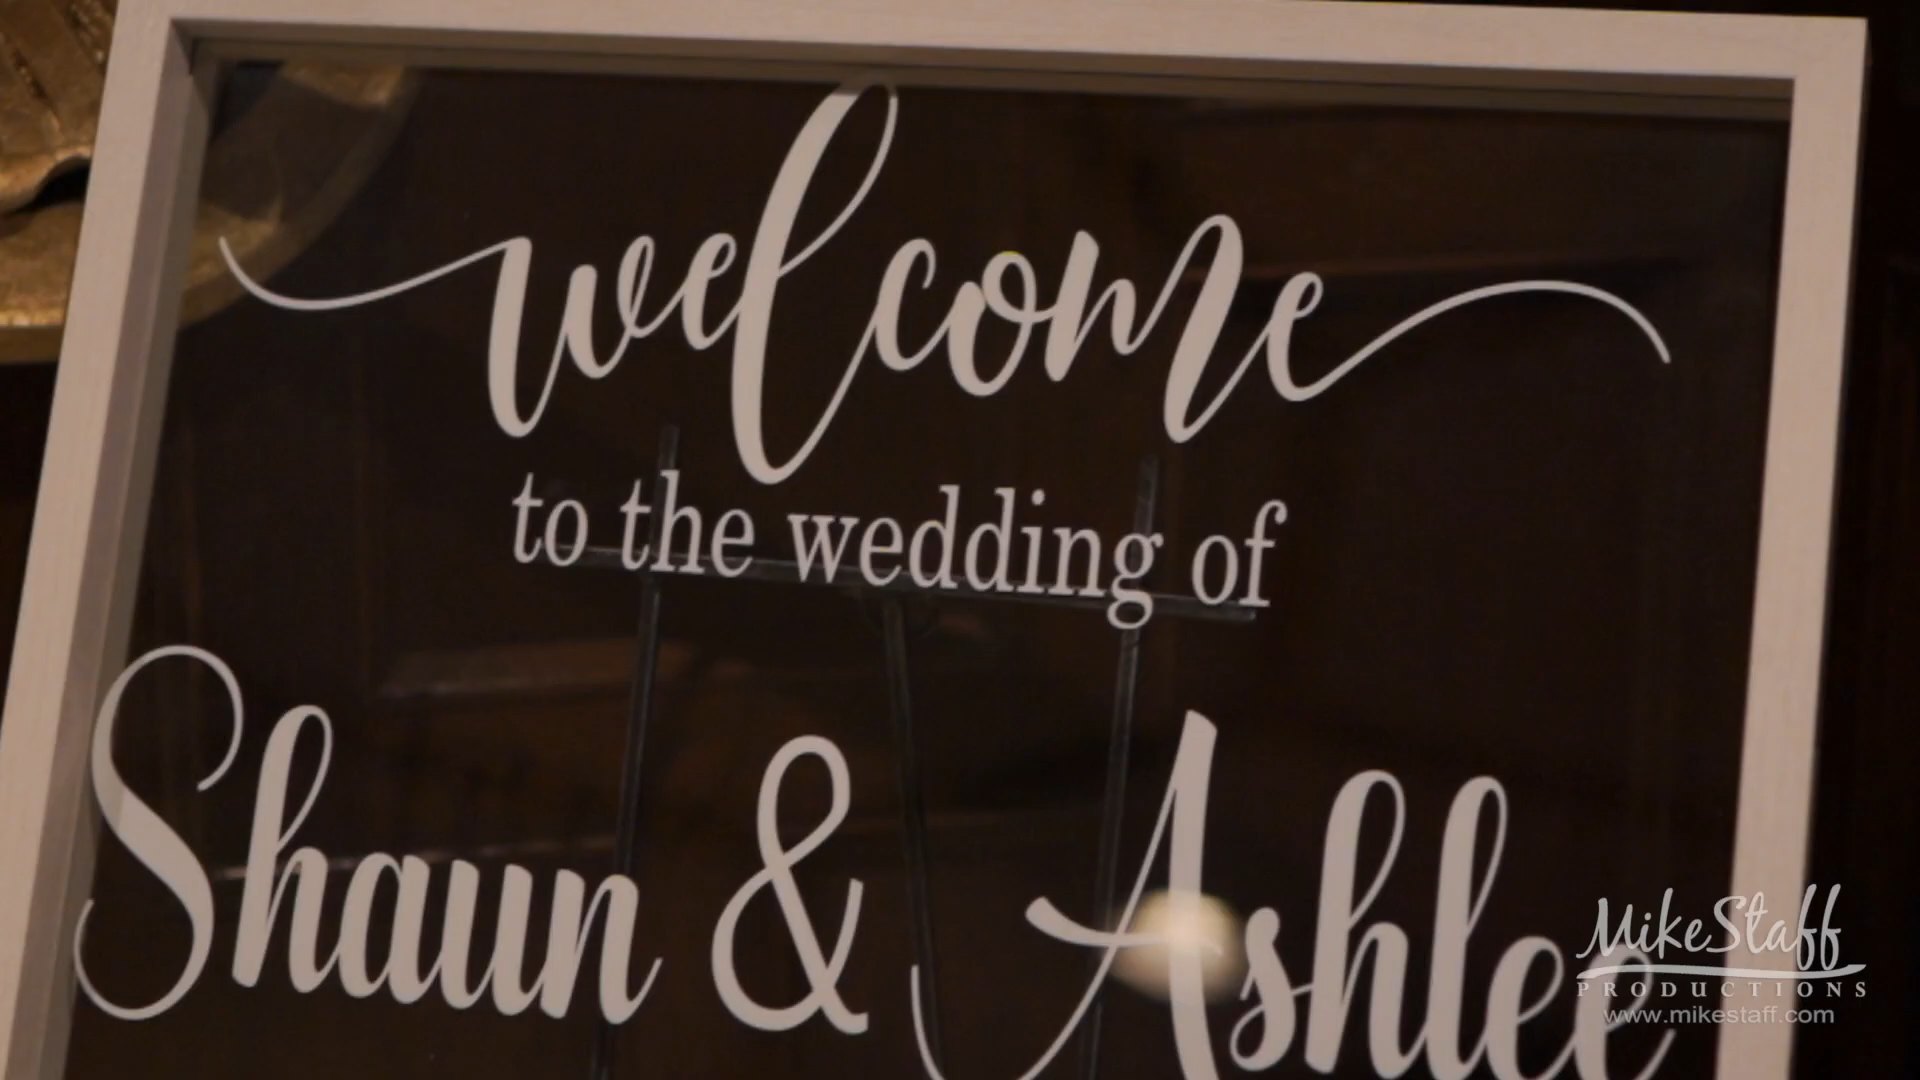 welcome
to the wedding of
Shaun & Ashlee
MikeStaff
PRODUCTIONS
www.mikestaff.com